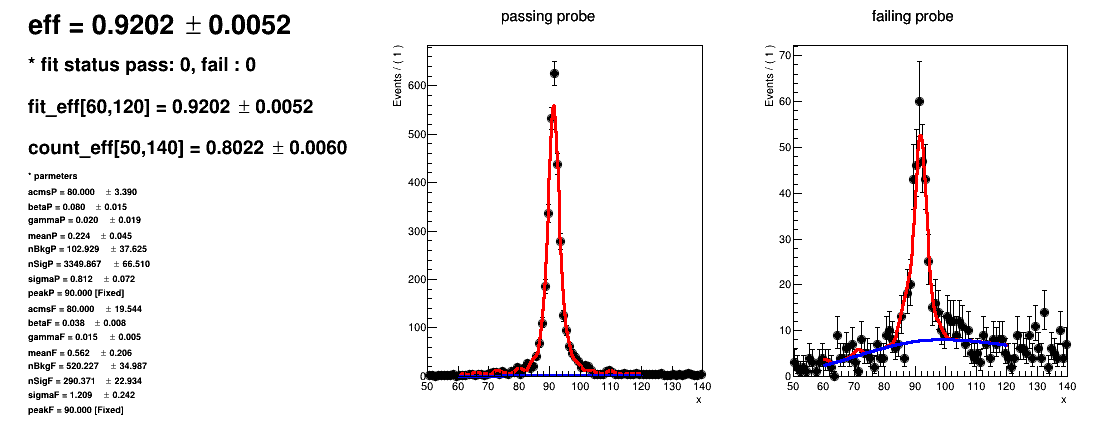 eff = 0.9202 ± 0.0052
* fit status pass: 0, fail : 0
fit_eff[60,120] = 0.9202 ± 0.0052
count_eff[50,140] = 0.8022 ± 0.0060
* parmeters
acmsP = 80.000 ± 3.390
betaP = 0.080 ± 0.015
gammaP = 0.020 ± 0.019
meanP = 0.224 ± 0.045
nBkgP = 102.929 ± 37.625
nSigP = 3349.867 ± 66.510
sigmaP = 0.812 ± 0.072
peakP = 90.000 [Fixed]
acmsF = 80.000 ± 19.544
betaF = 0.038 ± 0.008
gammaF = 0.015 ± 0.005
meanF = 0.562 ± 0.206
nBkgF = 520.227 ± 34.987
nSigF = 290.371 ± 22.934
sigmaF = 1.209 ± 0.242
peakF = 90.000 [Fixed]
passing probe
Events / ( 1 )
600
500
400
300
200
100
0
50 60 70 80 90 100 110 120 130 140
x
failing probe
Events / ( 1 )
70
60
50
40
30
20
10
0
50 60 70 80 90 100 110 120 130 140
x